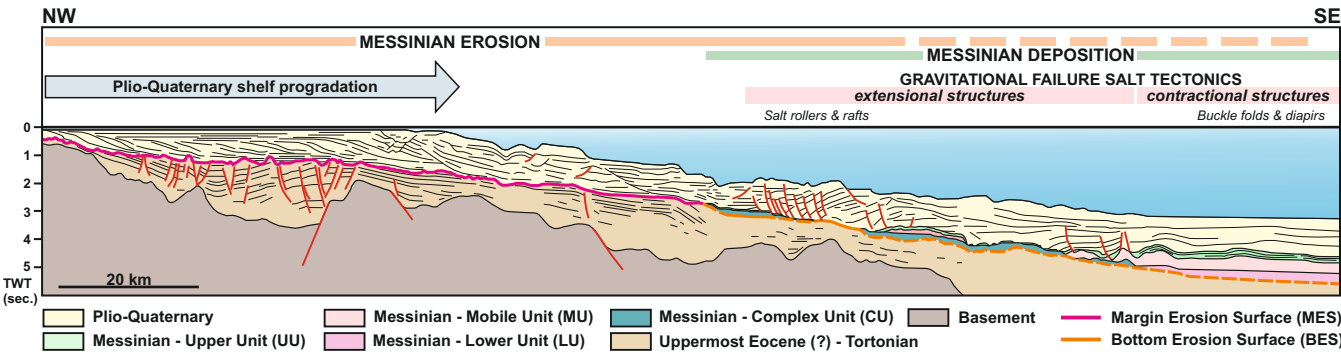 NW SE
MESSINIAN EROSION
MESSINIAN DEPOSITION
GRAVITATIONAL FAILURE SALT TECTONICS
Plio-Quaternary shelf progradation
extensional structures contractional structures
Salt rollers & rafts Buckle folds & diapirs
0
1
2
3
4
5
TWT
(sec.)
20 km
Plio-Quaternary Messinian - Mobile Unit (MU) Messinian - Complex Unit (CU) Basement Margin Erosion Surface (MES)
Messinian - Upper Unit (UU) Messinian - Lower Unit (LU) Uppermost Eocene (?) - Tortonian Bottom Erosion Surface (BES)